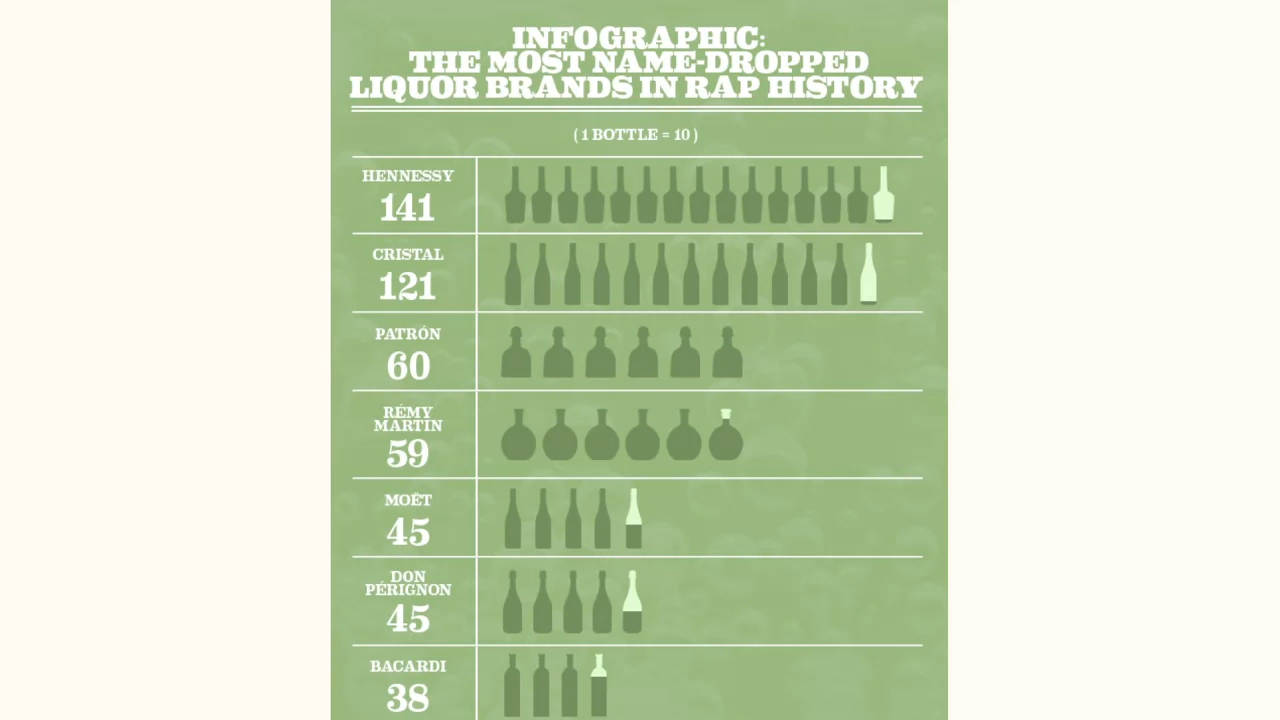 INFOGRAPHIC:
THE MOST NAME-DROPPED
LIQUOR BRANDS IN RAP HISTORY
( 1 BOTTLE = 10 )
HENNESSY
141
CRISTAL
121
PATRÓN
60
RÉMY
MARTIN
59
MOËT
45
DON
PÉRIGNON
45
BACARDI
38